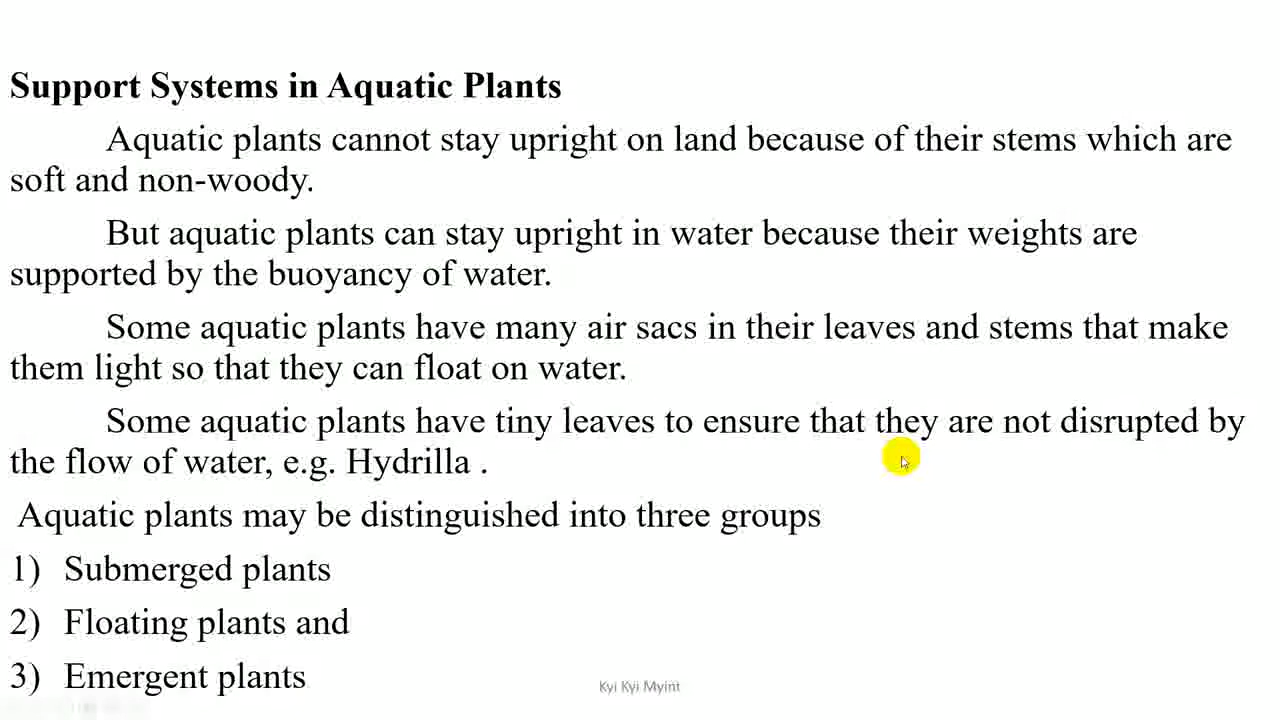 Support Systems in Aquatic Plants
Aquatic plants cannot stay upright on land because of their stems which are
soft and non-woody.
But aquatic plants can stay upright in water because their weights are
supported by the buoyancy of water.
Some aquatic plants have many air sacs in their leaves and stems that make
them light so that they can float on water.
Some aquatic plants have tiny leaves to ensure that they are not disrupted by
the flow of water, e.g. Hydrilla .
Aquatic plants may be distinguished into three groups
1) Submerged plants
2) Floating plants and
3) Emergent plants
Kyi Kyi Myint